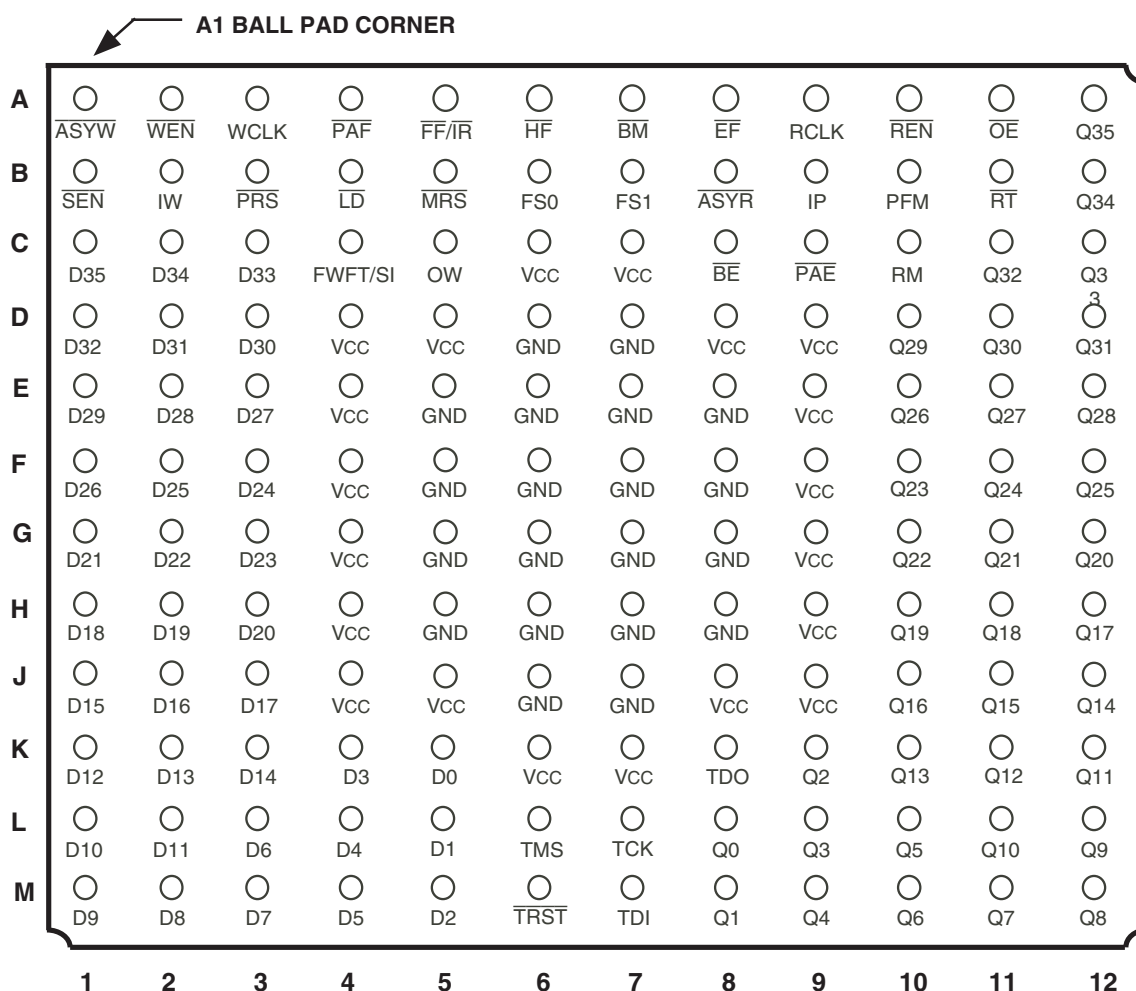 A1 BALL PAD CORNER
A
ASYW WEN WCLK PAF FF/IR HF BM EF RCLK REN OE Q35
B
SEN IW PRS LD MRS FS0 FS1 ASYR IP PFM RT Q34
C
D35 D34 D33 FWFT/SI OW VCC VCC BE PAE RM Q32 Q3
3
D
D32 D31 D30 VCC VCC GND GND VCC VCC Q29 Q30 Q31
E
D29 D28 D27 VCC GND GND GND GND VCC Q26 Q27 Q28
F
D26 D25 D24 VCC GND GND GND GND VCC Q23 Q24 Q25
G
D21 D22 D23 VCC GND GND GND GND VCC Q22 Q21 Q20
H
D18 D19 D20 VCC GND GND GND GND VCC Q19 Q18 Q17
J
D15 D16 D17 VCC VCC GND GND VCC VCC Q16 Q15 Q14
K
D12 D13 D14 D3 D0 VCC VCC TDO Q2 Q13 Q12 Q11
L
D10 D11 D6 D4 D1 TMS TCK Q0 Q3 Q5 Q10 Q9
M
D9 D8 D7 D5 D2 TRST TDI Q1 Q4 Q6 Q7 Q8
1 2 3 4 5 6 7 8 9 10 11 12